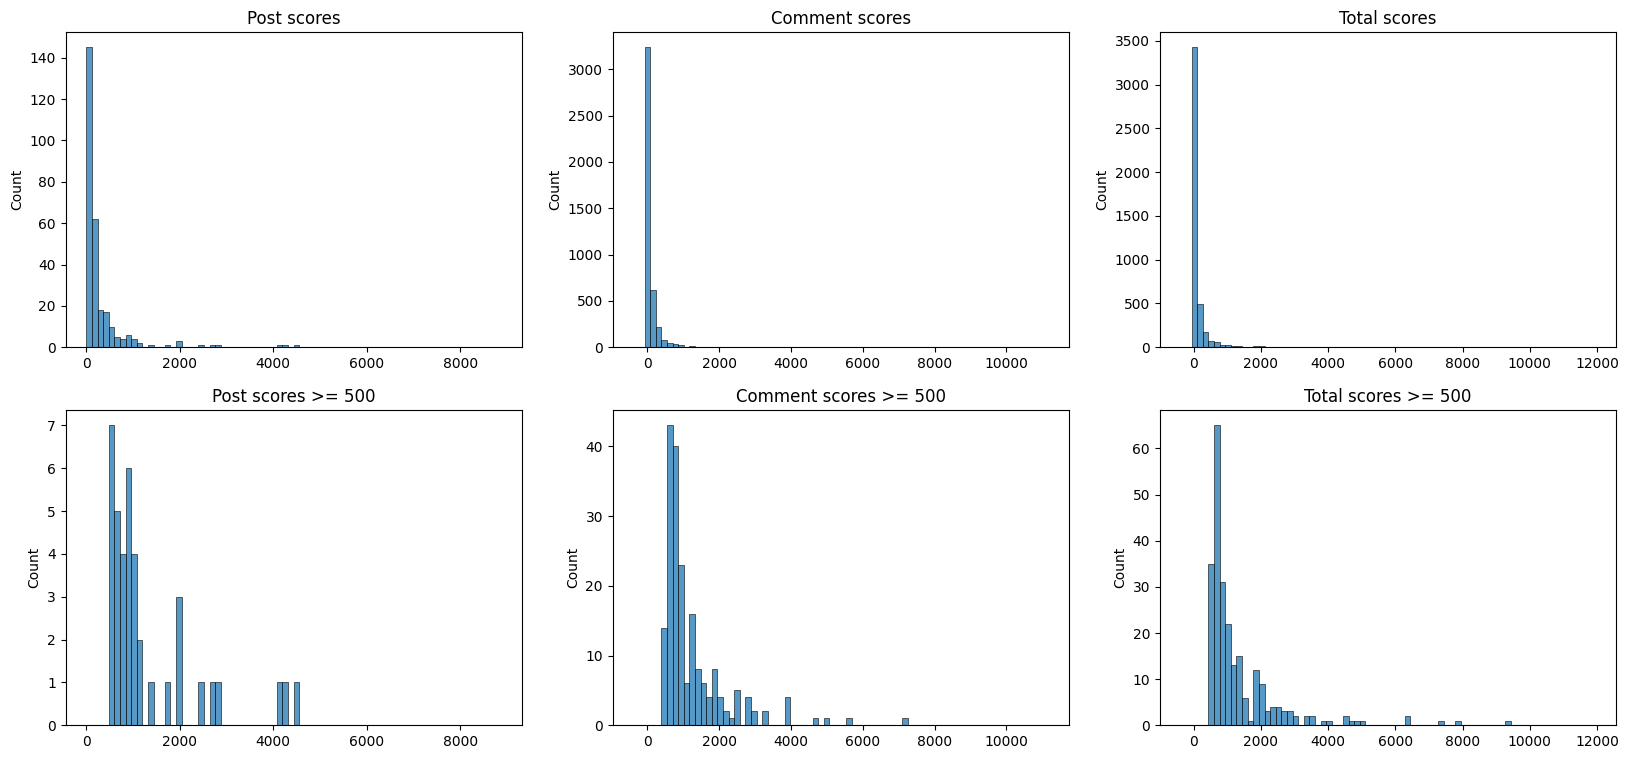 Post scores
Count
140
120
100
80
60
40
20
0
0 2000 4000 6000 8000
Comment scores
Count
3000
2500
2000
1500
1000
500
0
0 2000 4000 6000 8000 10000
Total scores
Count
3500
3000
2500
2000
1500
1000
500
0
0 2000 4000 6000 8000 10000 12000
Post scores >= 500
Count
7
6
5
4
3
2
1
0
0 2000 4000 6000 8000
Comment scores >= 500
Count
40
30
20
10
0
0 2000 4000 6000 8000 10000
Total scores >= 500
Count
60
50
40
30
20
10
0
0 2000 4000 6000 8000 10000 12000